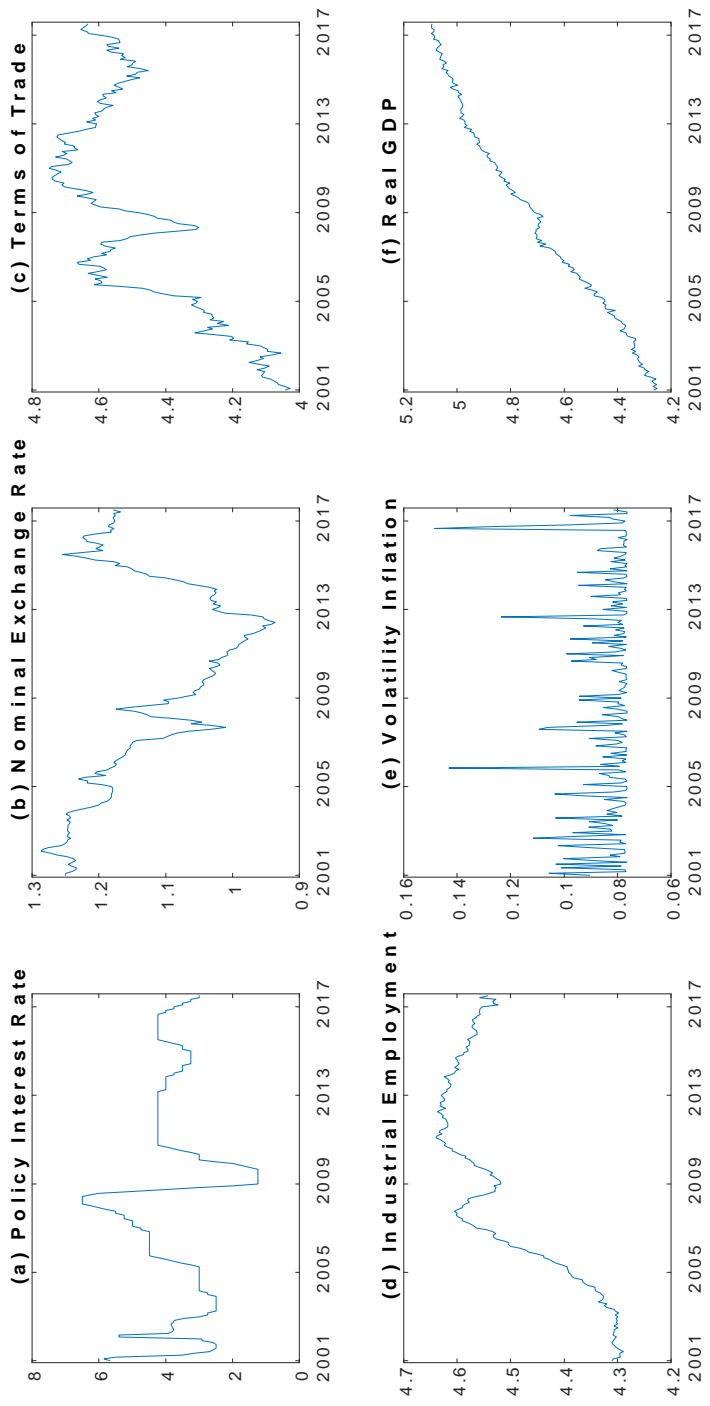 (a) Policy Interest Rate
8
6
4
2
0
2001 2005 2009 2013 2017
(b) Nominal Exchange Rate
1.3
1.2
1.1
1
0.9
2001 2005 2009 2013 2017
(c) Terms of Trade
4.8
4.6
4.4
4.2
4
2001 2005 2009 2013 2017
(d) Industrial Employment
4.7
4.6
4.5
4.4
4.3
4.2
2001 2005 2009 2013 2017
(e) Volatility Inflation
0.16
0.14
0.12
0.1
0.08
0.06
2001 2005 2009 2013 2017
(f) Real GDP
5.2
5
4.8
4.6
4.4
4.2
2001 2005 2009 2013 2017